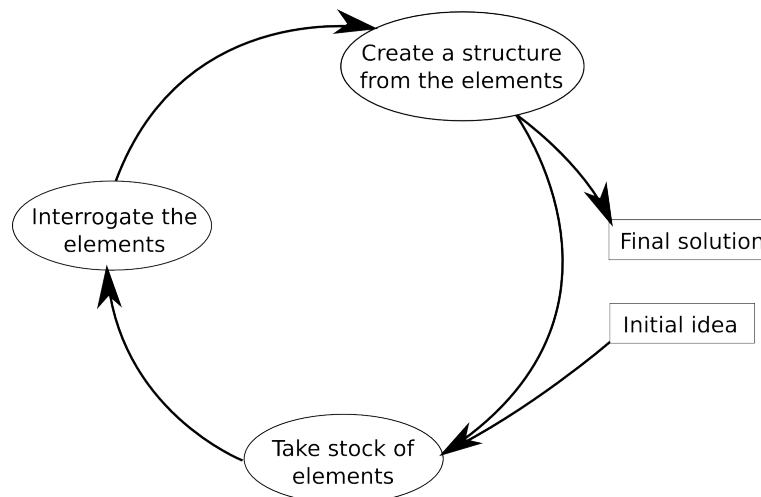 Create a structure
from the elements
Interrogate the
elements
Final solution
Initial idea
Take stock of
elements